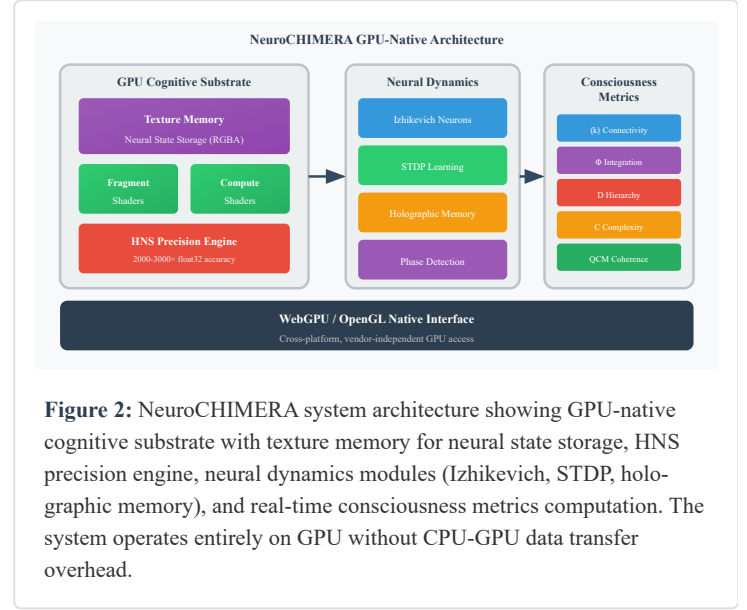 NeuroCHIMERA GPU-Native Architecture
GPU Cognitive Substrate
Texture Memory
Neural State Storage (RGBA)
Fragment
Shaders
Compute
Shaders
HNS Precision Engine
2000-3000× float32 accuracy
Neural Dynamics
Izhikevich Neurons
STDP Learning
Holographic Memory
Phase Detection
Consciousness
Metrics
⟨k⟩ Connectivity
Φ Integration
D Hierarchy
C Complexity
QCM Coherence
WebGPU / OpenGL Native Interface
Cross-platform, vendor-independent GPU access
Figure 2: NeuroCHIMERA system architecture showing GPU-native
cognitive substrate with texture memory for neural state storage, HNS
precision engine, neural dynamics modules (Izhikevich, STDP, holo-
graphic memory), and real-time consciousness metrics computation. The
system operates entirely on GPU without CPU-GPU data transfer
overhead.